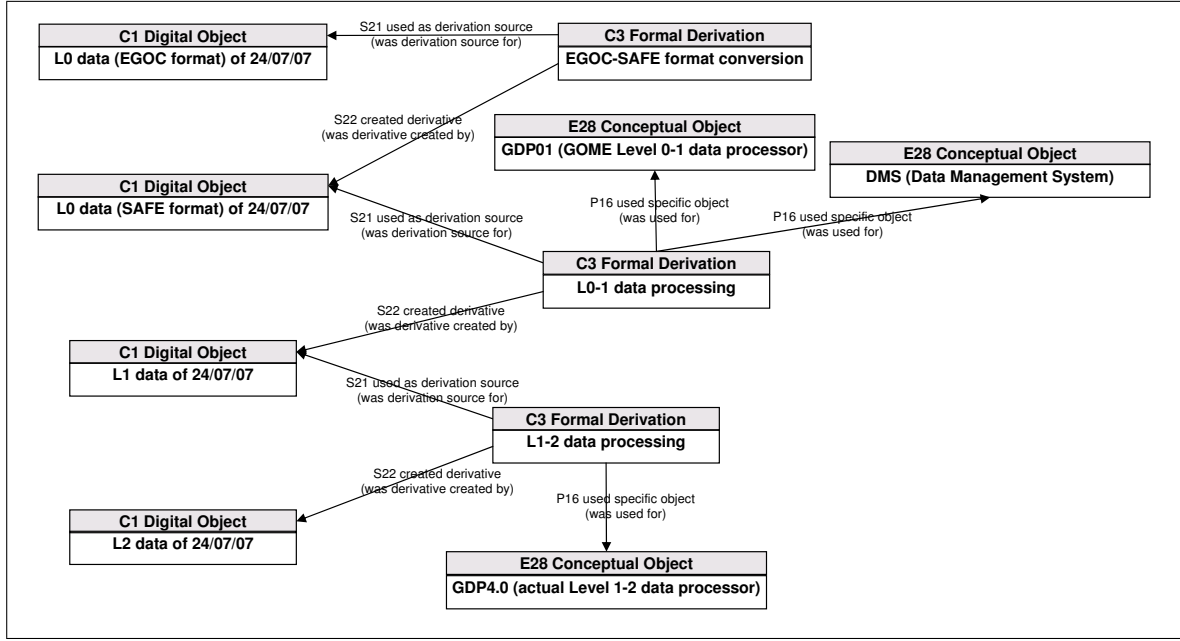 C1 Digital Object
L0 data (EGOC format) of 24/07/07
S21 used as derivation source
(was derivation source for)
C3 Formal Derivation
EGOC-SAFE format conversion
S22 created derivative
(was derivative created by)
E28 Conceptual Object
GDP01 (GOME Level 0-1 data processor)
E28 Conceptual Object
DMS (Data Management System)
C1 Digital Object
L0 data (SAFE format) of 24/07/07
S21 used as derivation source
(was derivation source for)
P16 used specific object
(was used for)
P16 used specific object
(was used for)
C3 Formal Derivation
L0-1 data processing
S22 created derivative
(was derivative created by)
C1 Digital Object
L1 data of 24/07/07
S21 used as derivation source
(was derivation source for)
C3 Formal Derivation
L1-2 data processing
S22 created derivative
(was derivative created by)
P16 used specific object
(was used for)
C1 Digital Object
L2 data of 24/07/07
E28 Conceptual Object
GDP4.0 (actual Level 1-2 data processor)